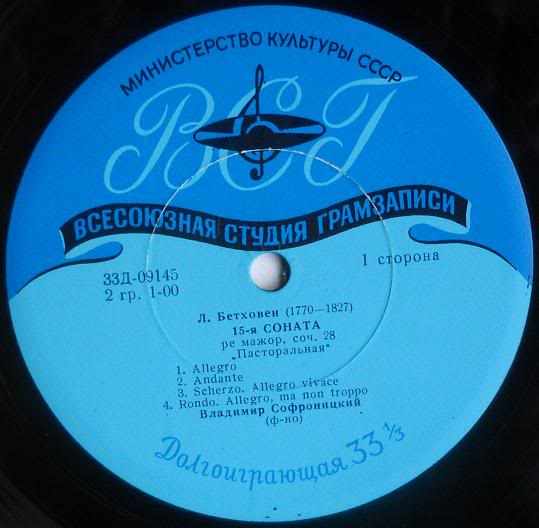 МИНИСТЕРСТВО КУЛЬТУРЫ СССР
ВСГ
ВСЕСОЮЗНАЯ СТУДИЯ ГРАМЗАПИСИ
33Д-09145
2 гр. 1-00
1 сторона
Л. Бетховен (1770—1827)
15-я СОНАТА
ре мажор, соч. 28
„Пасторальная"
1. Allegro
2. Andante
3. Scherzo. Allegro vivace
4. Rondo. Allegro, ma non troppo
Владимир Софроницкий
(ф-но)
Долгоиграющая 33 1/3